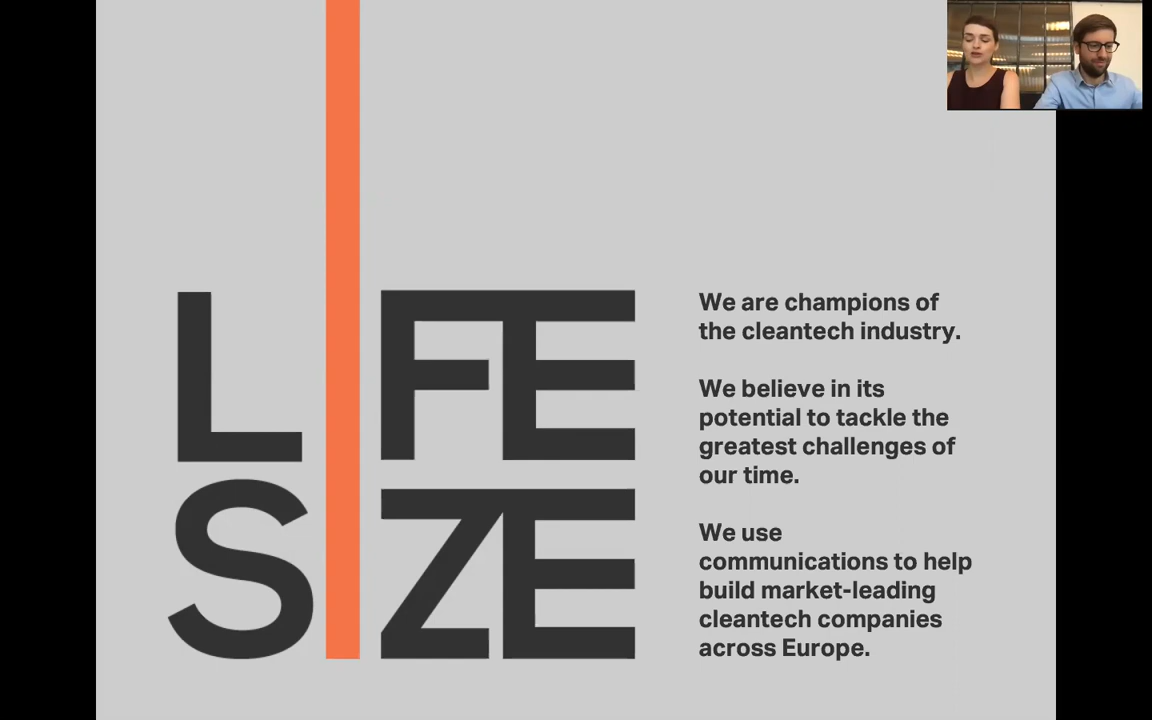 LIFE
SIZE
We are champions of
the cleantech industry.
We believe in its
potential to tackle the
greatest challenges of
our time.
We use
communications to help
build market-leading
cleantech companies
across Europe.